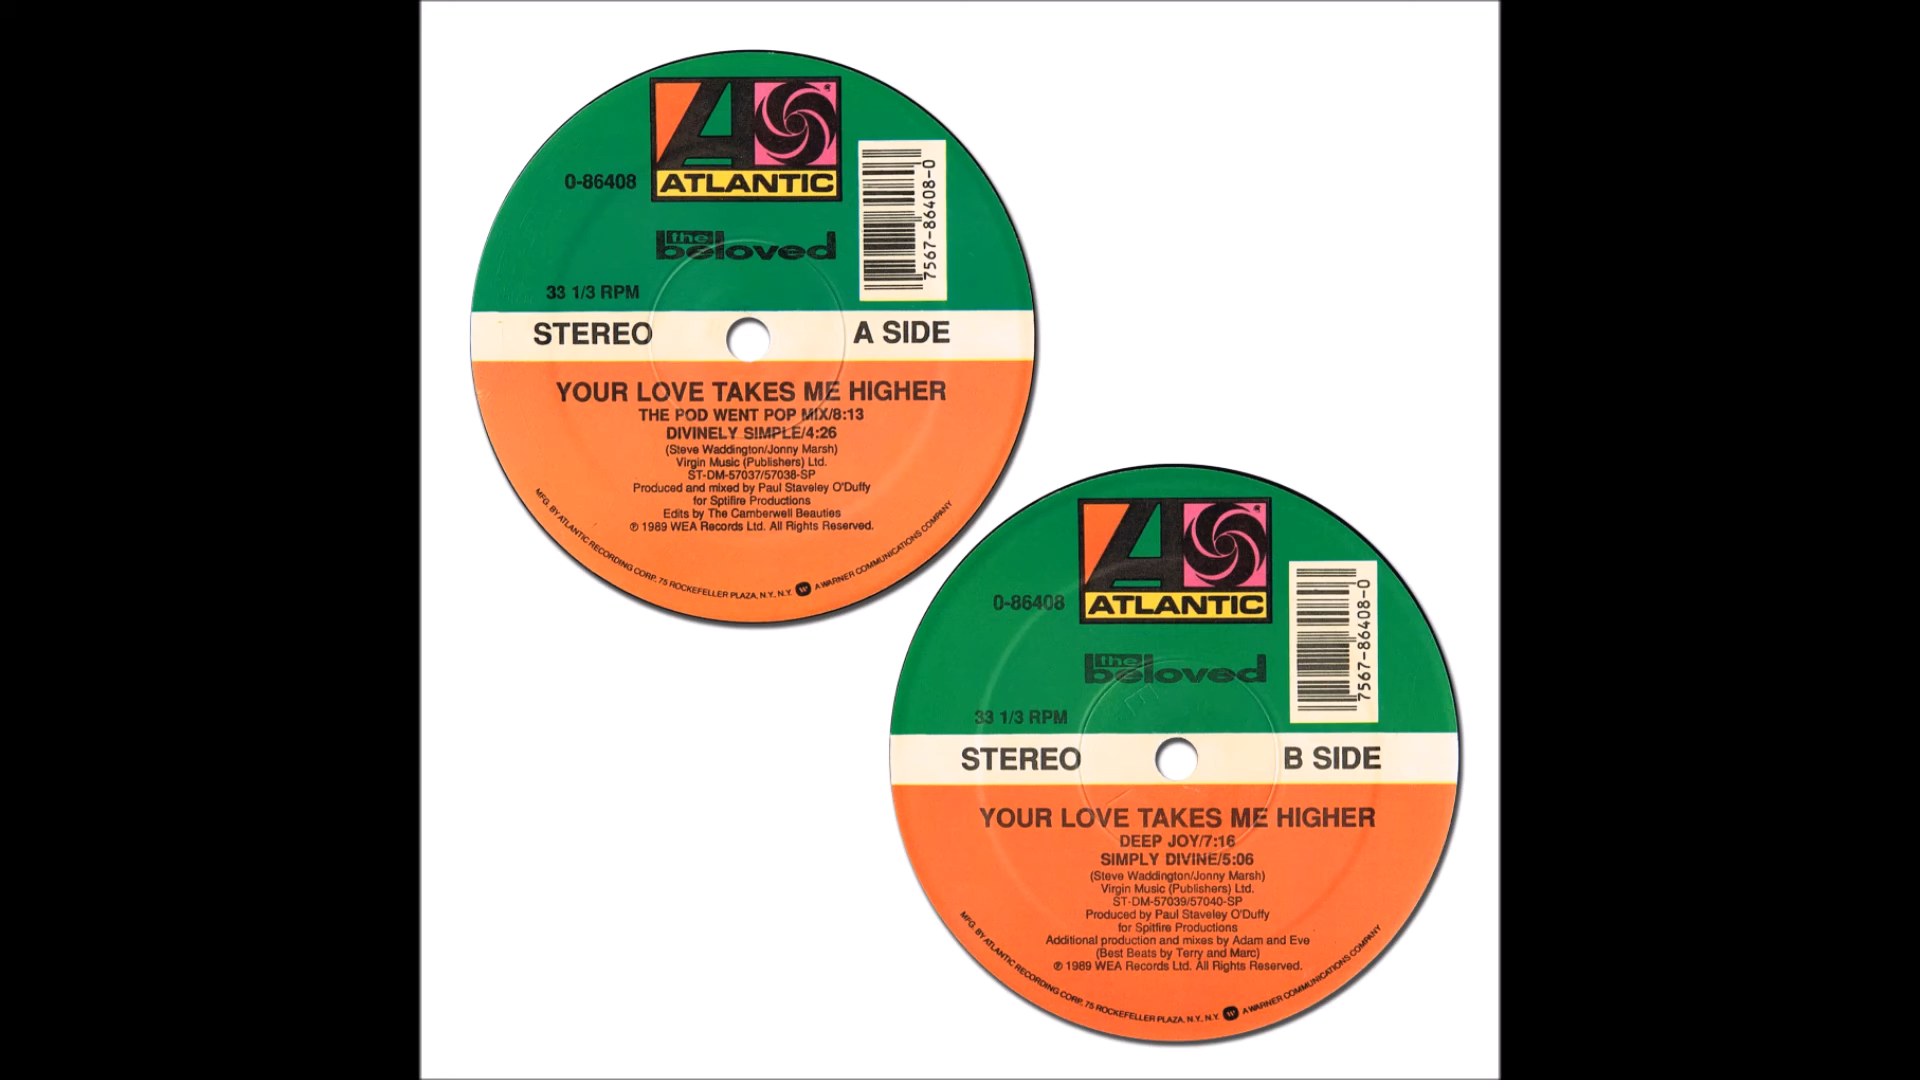 ATLANTIC
0-86408
7567-86408-0
the
beloved
33 1/3 RPM
STEREO
A SIDE
YOUR LOVE TAKES ME HIGHER
THE POD WENT POP MIX/8:13
DIVINELY SIMPLE/4:26
(Steve Waddington/Jonny Marsh)
Virgin Music (Publishers) Ltd.
ST-DM-57037/57038-SP
Produced and mixed by Paul Staveley O'Duffy
for Sptifire Productions
Edits by The Camberwell Beauties
℗ 1989 WEA Records Ltd. All Rights Reserved.
MFG. BY ATLANTIC RECORDING CORP., 75 ROCKEFELLER PLAZA, N.Y., N.Y. W A WARNER COMMUNICATIONS COMPANY
ATLANTIC
0-86408
7567-86408-0
the
beloved
33 1/3 RPM
STEREO
B SIDE
YOUR LOVE TAKES ME HIGHER
DEEP JOY/7:16
SIMPLY DIVINE/5:06
(Steve Waddington/Jonny Marsh)
Virgin Music (Publishers) Ltd.
ST-DM-57039/57040-SP
Produced by Paul Staveley O'Duffy
for Spitfire Productions
Additional production and mixes by Adam and Eve
(Best Beats by Terry and Marc)
℗ 1989 WEA Records Ltd. All Rights Reserved.
MFG. BY ATLANTIC RECORDING CORP., 75 ROCKEFELLER PLAZA, N.Y., N.Y. W A WARNER COMMUNICATIONS COMPANY